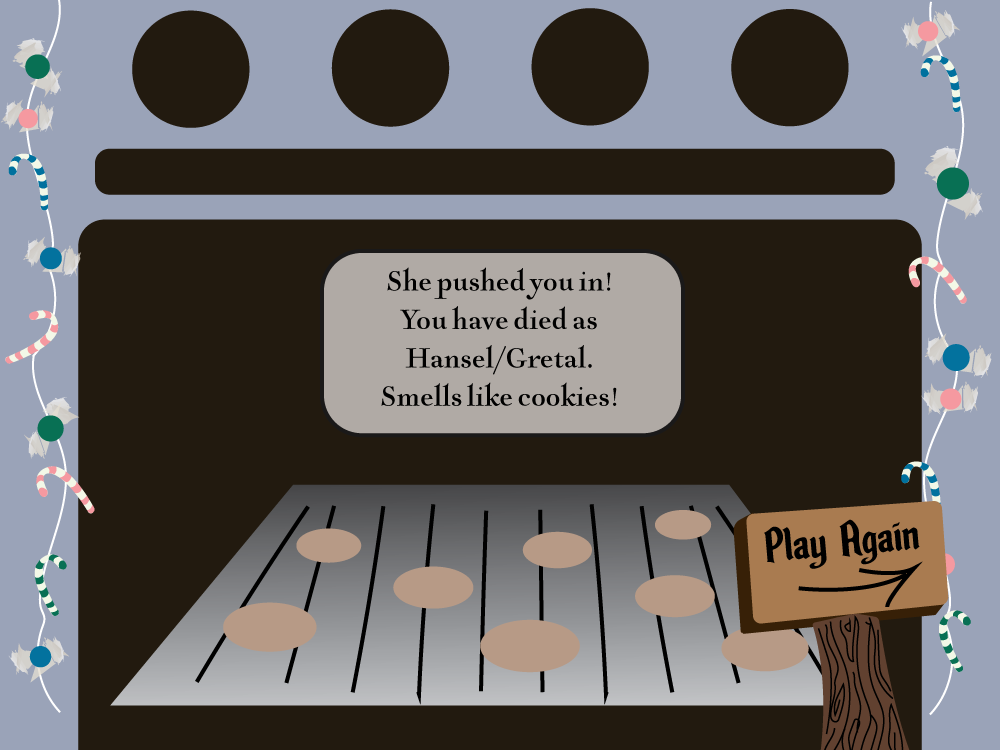 She pushed you in!
You have died as
Hansel/Gretal.
Smells like cookies!
Play Again